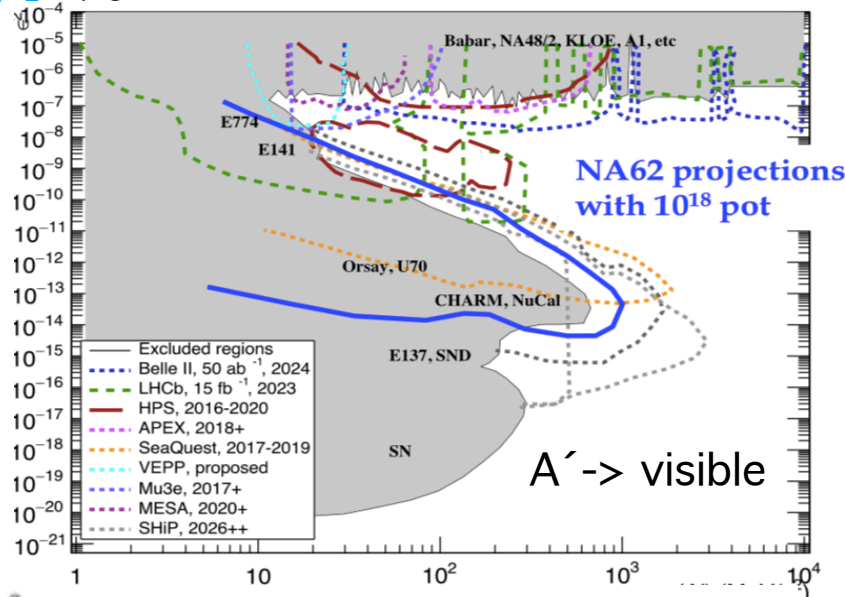 10⁻⁴
10⁻⁵
10⁻⁶
10⁻⁷
10⁻⁸
10⁻⁹
10⁻¹⁰
10⁻¹¹
10⁻¹²
10⁻¹³
10⁻¹⁴
10⁻¹⁵
10⁻¹⁶
10⁻¹⁷
10⁻¹⁸
10⁻¹⁹
10⁻²⁰
10⁻²¹
Babar, NA48/2, KLOE, A1, etc
E774
E141
NA62 projections
with 10¹⁸ pot
Orsay, U70
CHARM, NuCal
E137, SND
SN
A´-> visible
Excluded regions
Belle II, 50 ab ⁻¹, 2024
LHCb, 15 fb ⁻¹, 2023
HPS, 2016-2020
APEX, 2018+
SeaQuest, 2017-2019
VEPP, proposed
Mu3e, 2017+
MESA, 2020+
SHiP, 2026++
1
10
10²
10³
10⁴